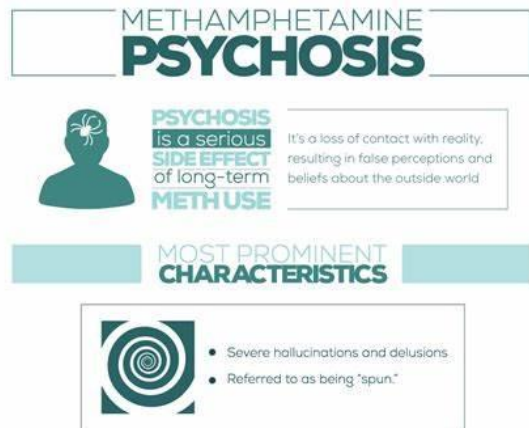 METHAMPHETAMINE
PSYCHOSIS
PSYCHOSIS
is a serious
SIDE EFFECT
of long-term
METH USE
It's a loss of contact with reality,
resulting in false perceptions and
beliefs about the outside world
MOST PROMINENT
CHARACTERISTICS
• Severe hallucinations and delusions
• Referred to as being "spun."